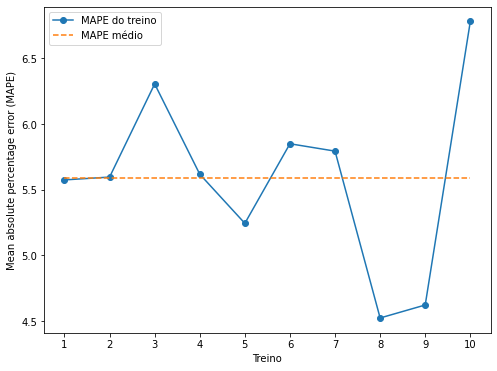 MAPE do treino
MAPE médio
Mean absolute percentage error (MAPE)
6.5
6.0
5.5
5.0
4.5
1 2 3 4 5 6 7 8 9 10
Treino